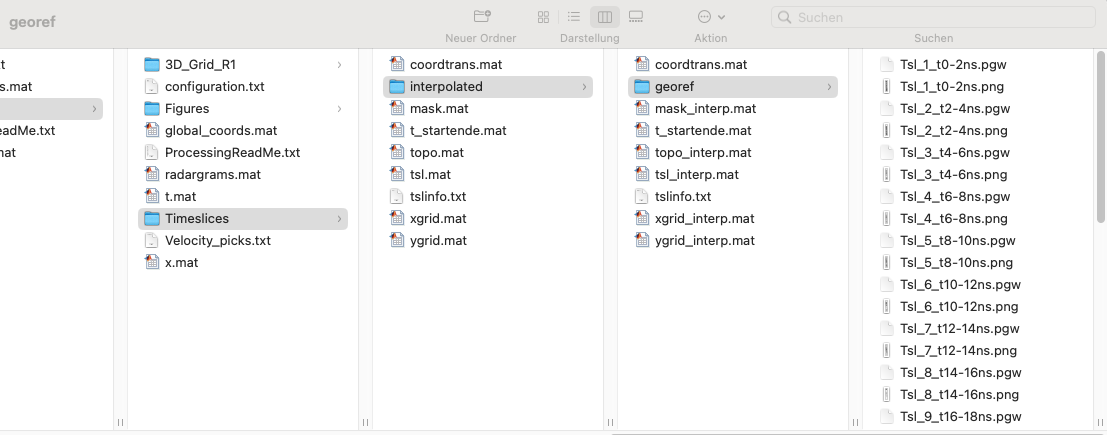 georef
Neuer Ordner
Darstellung
Aktion
Suchen
Suchen
t
s.mat
eadMe.txt
mat
3D_Grid_R1
configuration.txt
Figures
global_coords.mat
ProcessingReadMe.txt
radargrams.mat
t.mat
Timeslices
Velocity_picks.txt
x.mat
coordtrans.mat
interpolated
mask.mat
t_startende.mat
topo.mat
tsl.mat
tslinfo.txt
xgrid.mat
ygrid.mat
coordtrans.mat
georef
mask_interp.mat
t_startende.mat
topo_interp.mat
tsl_interp.mat
tslinfo.txt
xgrid_interp.mat
ygrid_interp.mat
Tsl_1_t0-2ns.pgw
Tsl_1_t0-2ns.png
Tsl_2_t2-4ns.pgw
Tsl_2_t2-4ns.png
Tsl_3_t4-6ns.pgw
Tsl_3_t4-6ns.png
Tsl_4_t6-8ns.pgw
Tsl_4_t6-8ns.png
Tsl_5_t8-10ns.pgw
Tsl_5_t8-10ns.png
Tsl_6_t10-12ns.pgw
Tsl_6_t10-12ns.png
Tsl_7_t12-14ns.pgw
Tsl_7_t12-14ns.png
Tsl_8_t14-16ns.pgw
Tsl_8_t14-16ns.png
Tsl_9_t16-18ns.pgw